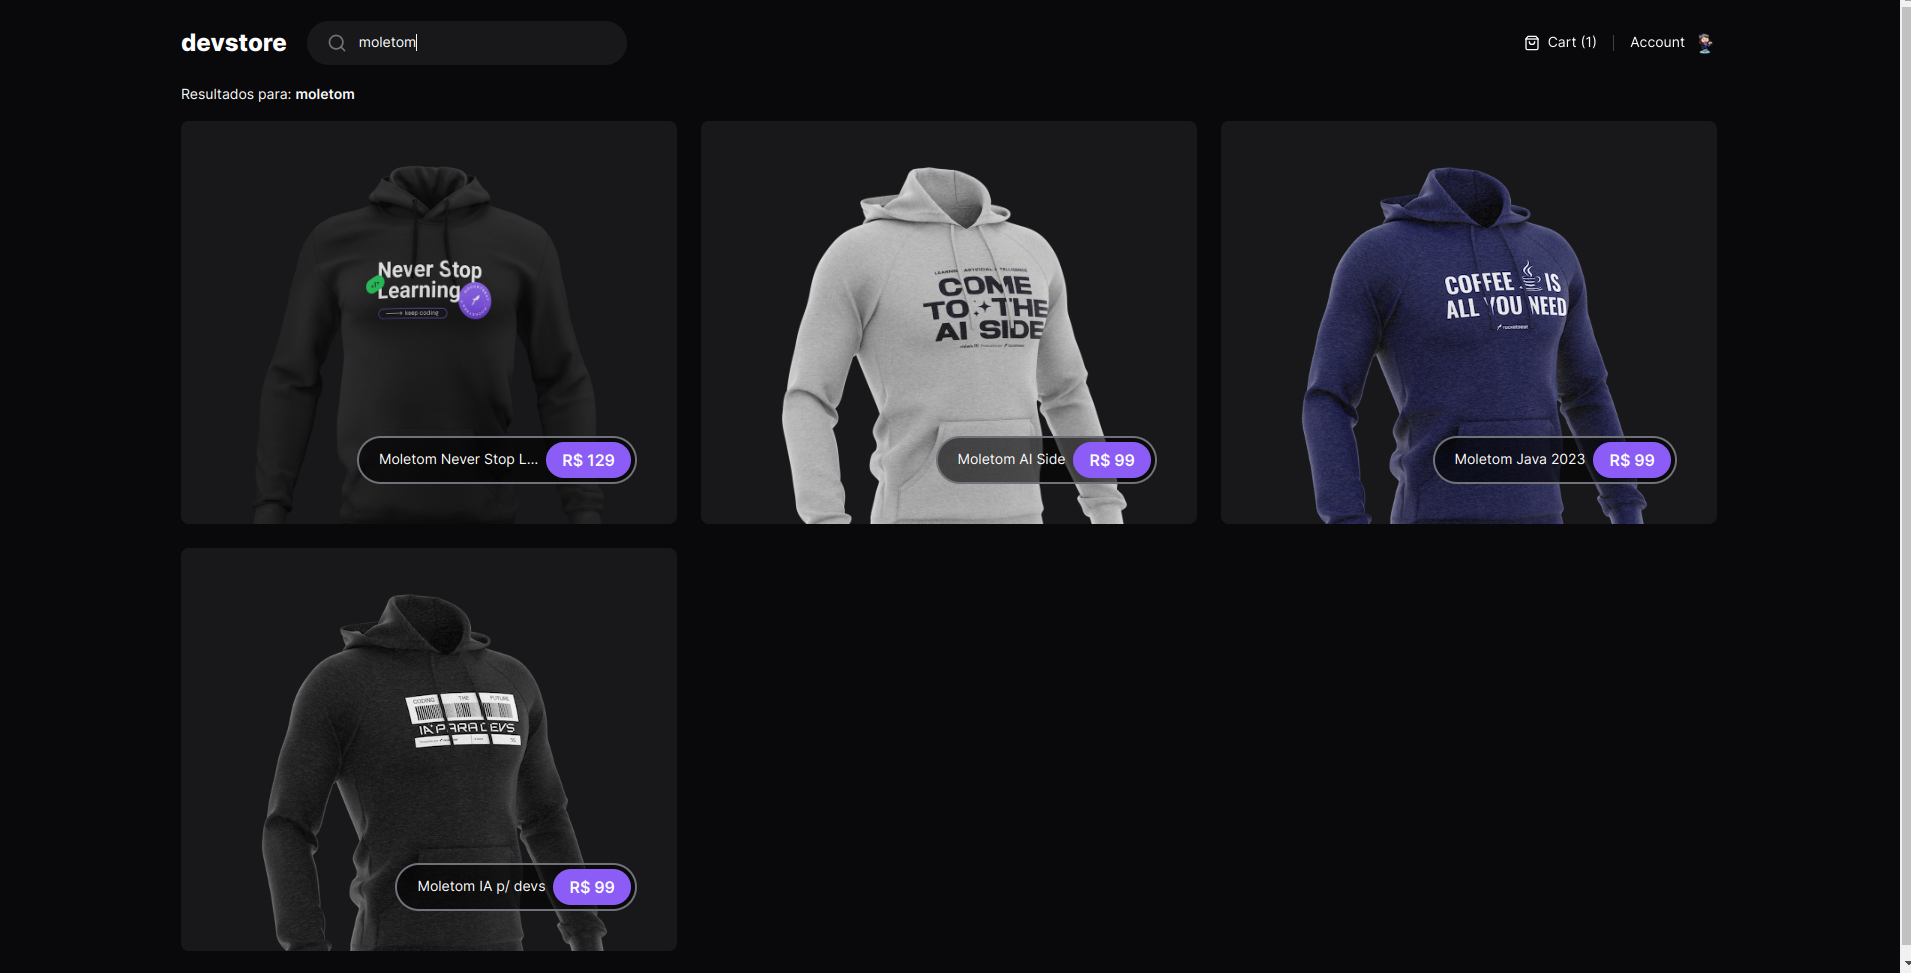 devstore
moletom
Cart (1)
Account
Resultados para: moletom
Never Stop
Learning
keep coding
Moletom Never Stop L...
R$ 129
COME
TO THE
AI SIDE
Moletom AI Side
R$ 99
COFFEE IS
ALL YOU NEED
rocketseat
Moletom Java 2023
R$ 99
CODING THE FUTURE
IA PARA DEVS
Moletom IA p/ devs
R$ 99